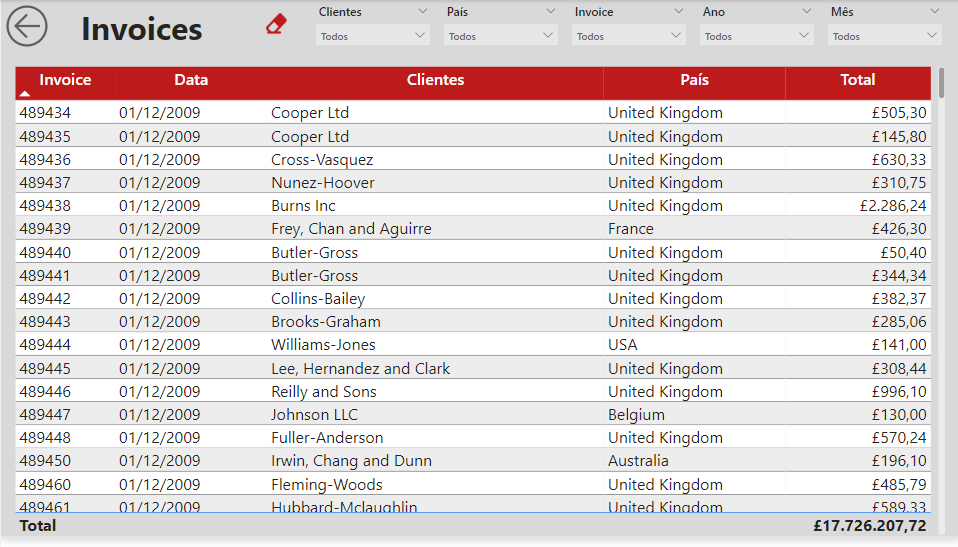 Invoices
Clientes País Invoice Ano Mês
Todos Todos Todos Todos Todos
Invoice Data Clientes País Total
489434 01/12/2009 Cooper Ltd United Kingdom £505,30
489435 01/12/2009 Cooper Ltd United Kingdom £145,80
489436 01/12/2009 Cross-Vasquez United Kingdom £630,33
489437 01/12/2009 Nunez-Hoover United Kingdom £310,75
489438 01/12/2009 Burns Inc United Kingdom £2.286,24
489439 01/12/2009 Frey, Chan and Aguirre France £426,30
489440 01/12/2009 Butler-Gross United Kingdom £50,40
489441 01/12/2009 Butler-Gross United Kingdom £344,34
489442 01/12/2009 Collins-Bailey United Kingdom £382,37
489443 01/12/2009 Brooks-Graham United Kingdom £285,06
489444 01/12/2009 Williams-Jones USA £141,00
489445 01/12/2009 Lee, Hernandez and Clark United Kingdom £308,44
489446 01/12/2009 Reilly and Sons United Kingdom £996,10
489447 01/12/2009 Johnson LLC Belgium £130,00
489448 01/12/2009 Fuller-Anderson United Kingdom £570,24
489450 01/12/2009 Irwin, Chang and Dunn Australia £196,10
489460 01/12/2009 Fleming-Woods United Kingdom £485,79
489461 01/12/2009 Hubbard-Mclaughlin United Kingdom £589,33
Total £17.726.207,72